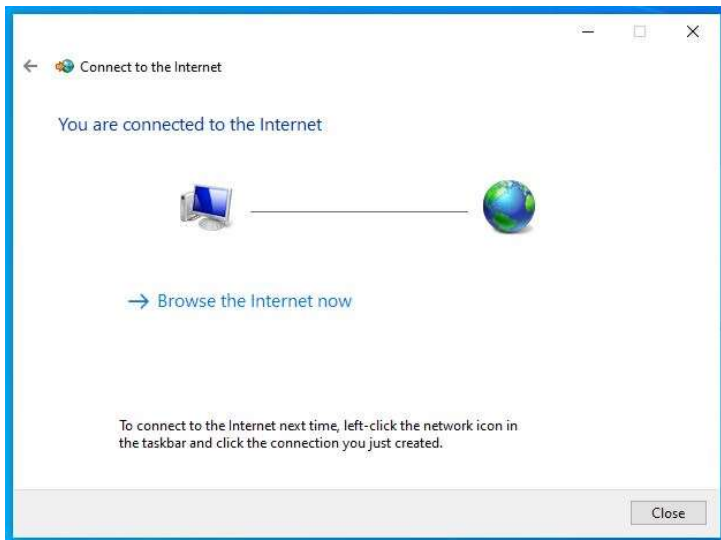 Connect to the Internet
You are connected to the Internet
Browse the Internet now
To connect to the Internet next time, left-click the network icon in
the taskbar and click the connection you just created.
Close